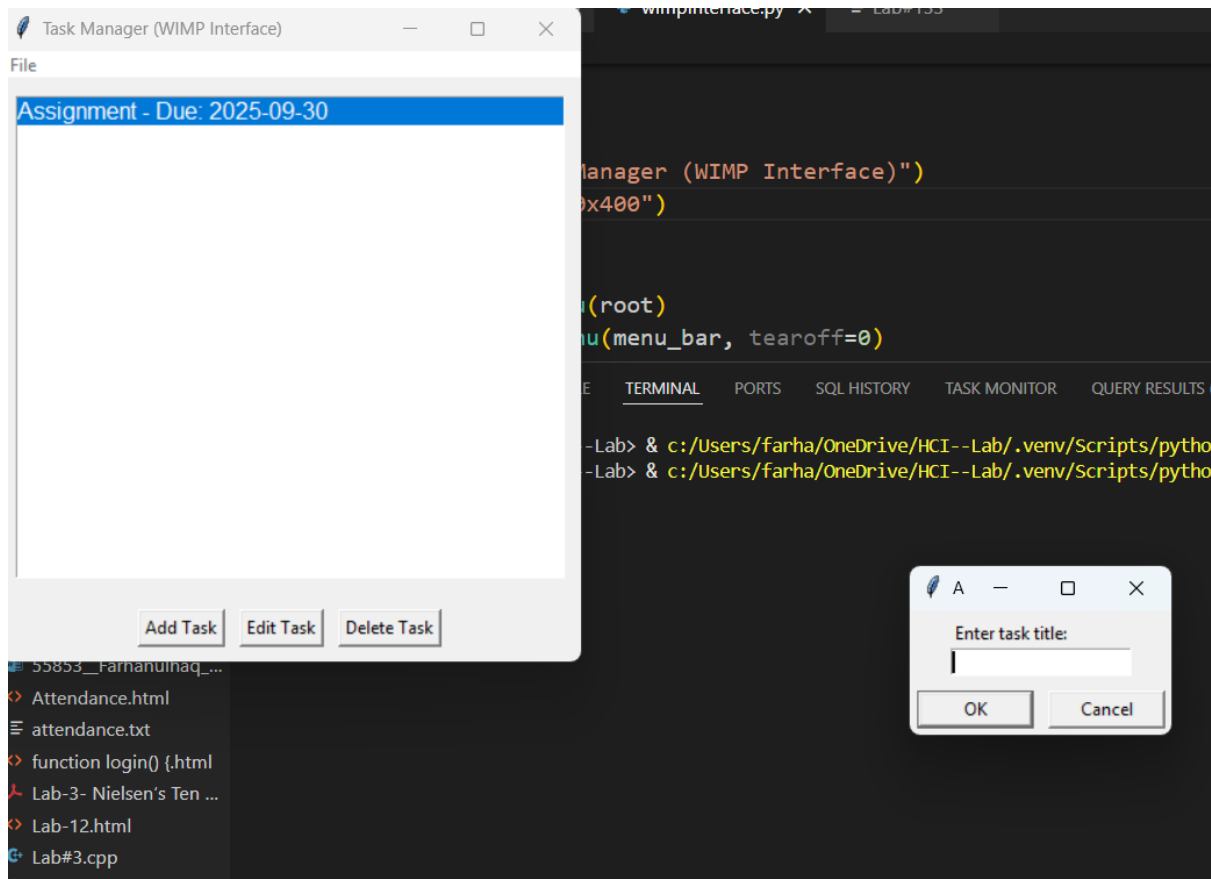 Task Manager (WIMP Interface)
File
Assignment - Due: 2025-09-30
Add Task Edit Task Delete Task
wimpinterface.py
Lab#133
Manager (WIMP Interface)")
0x400")
u(root)
nu(menu_bar, tearoff=0)
E TERMINAL PORTS SQL HISTORY TASK MONITOR QUERY RESULTS
--Lab> & c:/Users/farha/OneDrive/HCI--Lab/.venv/Scripts/pytho
--Lab> & c:/Users/farha/OneDrive/HCI--Lab/.venv/Scripts/pytho
A
Enter task title:
OK Cancel
55853__Farhanulhaq_...
Attendance.html
attendance.txt
function login() {.html
Lab-3- Nielsen's Ten ...
Lab-12.html
Lab#3.cpp